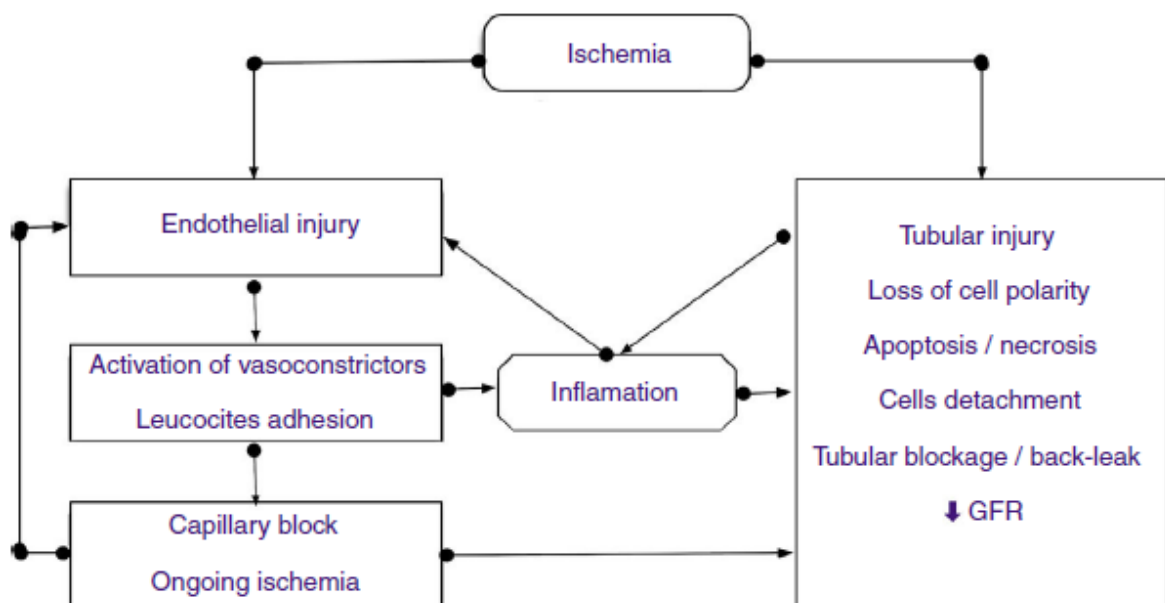 Ischemia
Endothelial injury
Activation of vasoconstrictors
Leucocites adhesion
Capillary block
Ongoing ischemia
Inflamation
Tubular injury
Loss of cell polarity
Apoptosis / necrosis
Cells detachment
Tubular blockage / back-leak
⬇ GFR